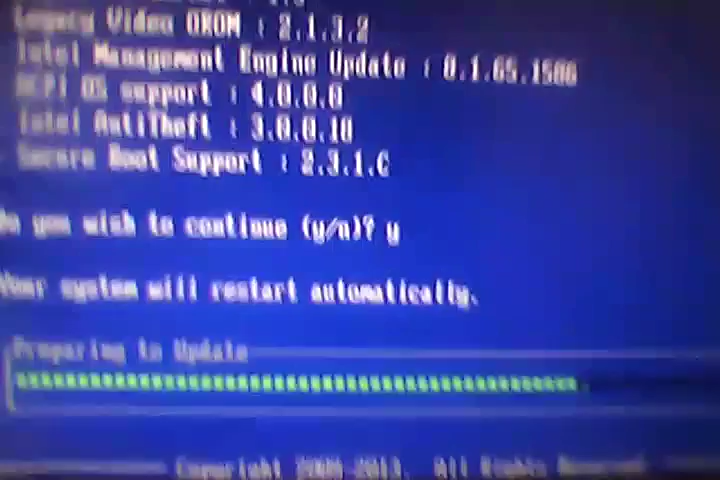 Legacy Video OROM : 2.1.3.2
Intel Management Engine Update : 0.1.65.1586
ACPI OS support : 4.0.0.0
Intel AntiTheft : 3.0.0.10
Secure Boot Support : 2.3.1.C
Do you wish to continue (y/n)? y
Your system will restart automatically.
Preparing to Update
Copyright 2006-2013. All Rights Reserved